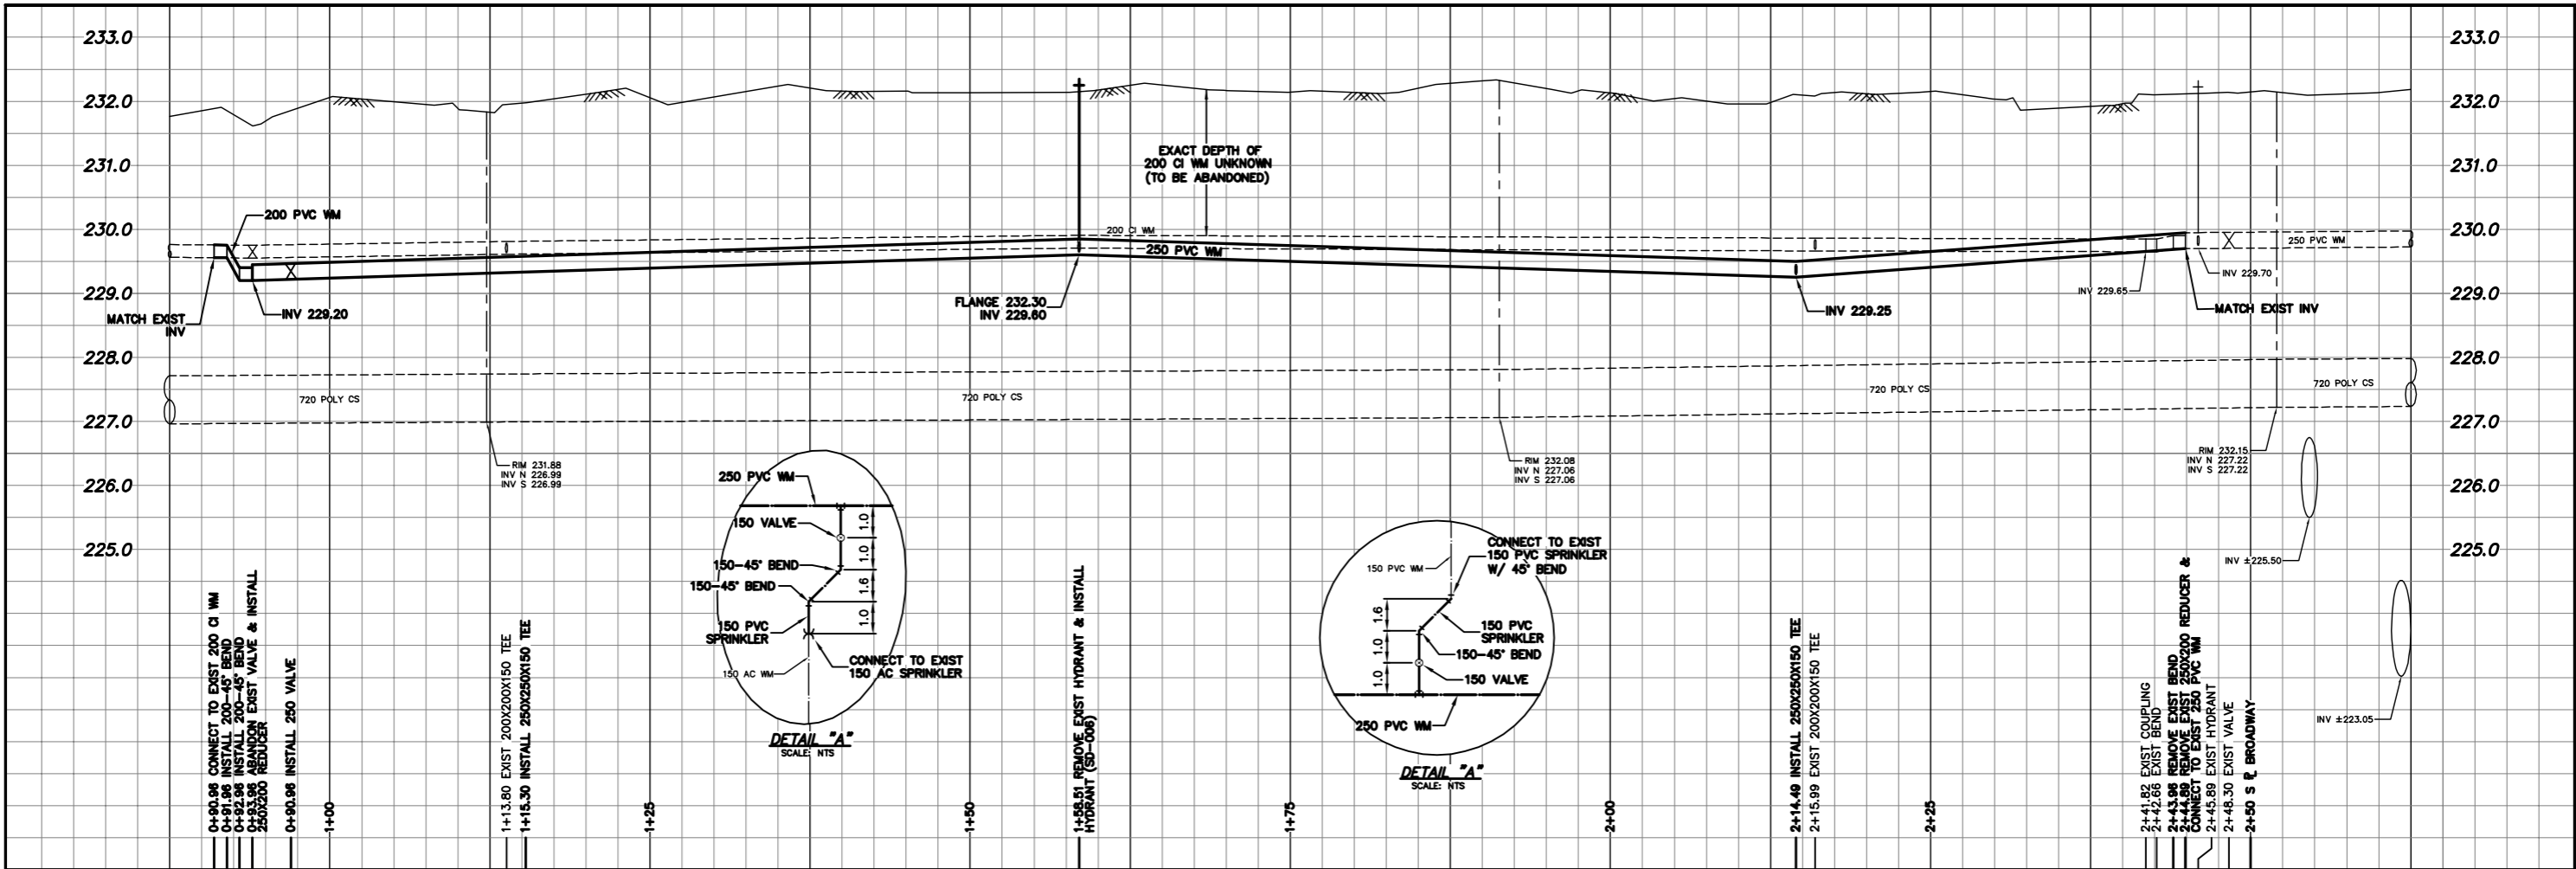 233.0
232.0
231.0
230.0
229.0
228.0
227.0
226.0
225.0
233.0
232.0
231.0
230.0
229.0
228.0
227.0
226.0
225.0
200 PVC WM
MATCH EXIST
INV
INV 229.20
EXACT DEPTH OF
200 CI WM UNKNOWN
(TO BE ABANDONED)
200 CI WM
250 PVC WM
FLANGE 232.30
INV 229.60
INV 229.25
INV 229.65
INV 229.70
250 PVC WM
MATCH EXIST INV
720 POLY CS
720 POLY CS
720 POLY CS
720 POLY CS
RIM 231.88
INV N 226.99
INV S 226.99
RIM 232.08
INV N 227.06
INV S 227.06
RIM 232.15
INV N 227.22
INV S 227.22
INV ±225.50
INV ±223.05
250 PVC WM
150 VALVE
150-45° BEND
150-45° BEND
150 PVC
SPRINKLER
150 AC WM
CONNECT TO EXIST
150 AC SPRINKLER
1.0
1.0
1.6
1.0
DETAIL "A"
SCALE: NTS
CONNECT TO EXIST
150 PVC SPRINKLER
W/ 45° BEND
150 PVC WM
150 PVC
SPRINKLER
150-45° BEND
150 VALVE
250 PVC WM
1.6
1.0
1.0
DETAIL "A"
SCALE: NTS
0+90.96 CONNECT TO EXIST 200 CI WM
0+91.96 INSTALL 200-45° BEND
0+92.96 INSTALL 200-45° BEND
0+93.96 ABANDON EXIST VALVE & INSTALL
250X200 REDUCER
0+90.96 INSTALL 250 VALVE
1+00
1+13.80 EXIST 200X200X150 TEE
1+15.30 INSTALL 250X250X150 TEE
1+25
1+50
1+58.51 REMOVE EXIST HYDRANT & INSTALL
HYDRANT (SD-006)
1+75
2+00
2+14.49 INSTALL 250X250X150 TEE
2+15.99 EXIST 200X200X150 TEE
2+25
2+41.82 EXIST COUPLING
2+42.66 EXIST BEND
2+43.96 REMOVE EXIST BEND
2+44.89 REMOVE EXIST 250X200 REDUCER &
CONNECT TO EXIST 250 PVC WM
2+45.89 EXIST HYDRANT
2+48.30 EXIST VALVE
2+50 S PL BROADWAY